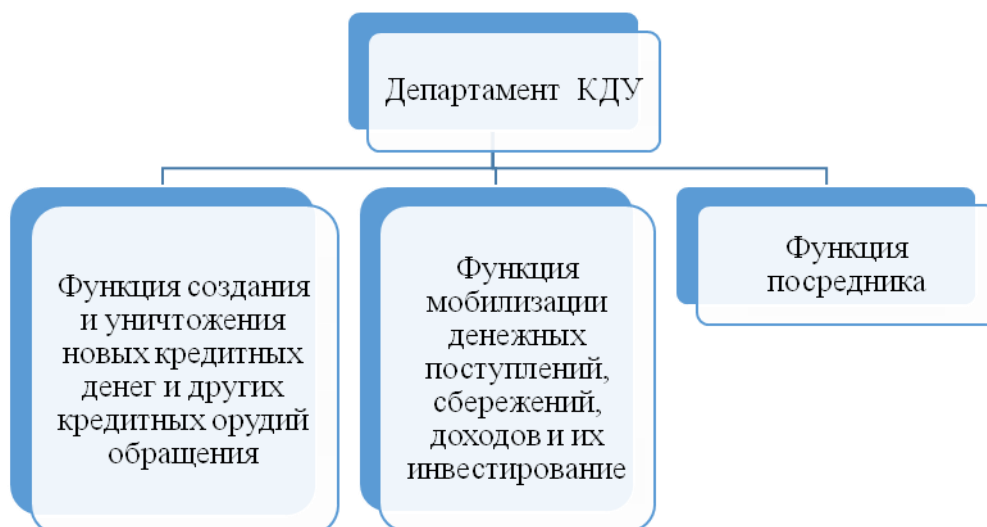 Департамент КДУ
Функция создания
и уничтожения
новых кредитных
денег и других
кредитных орудий
обращения
Функция
мобилизации
денежных
поступлений,
сбережений,
доходов и их
инвестирование
Функция
посредника